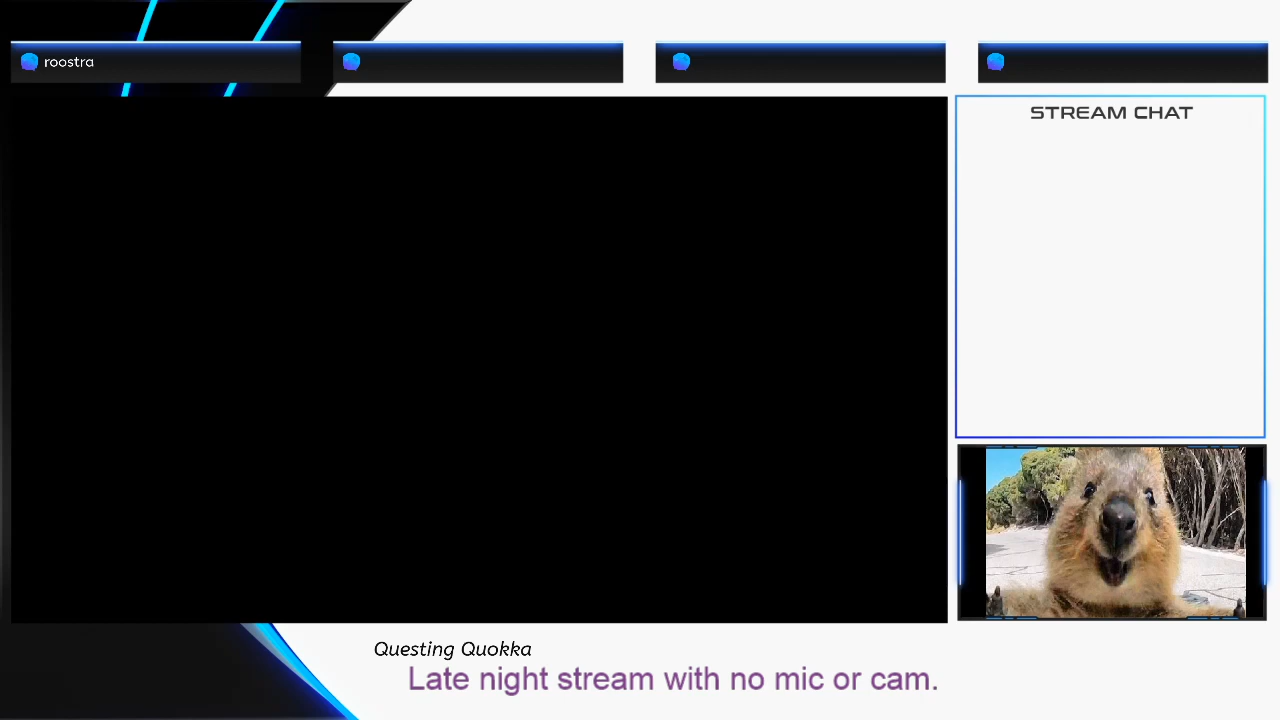 roostra
STREAM CHAT
Questing Quokka
Late night stream with no mic or cam.